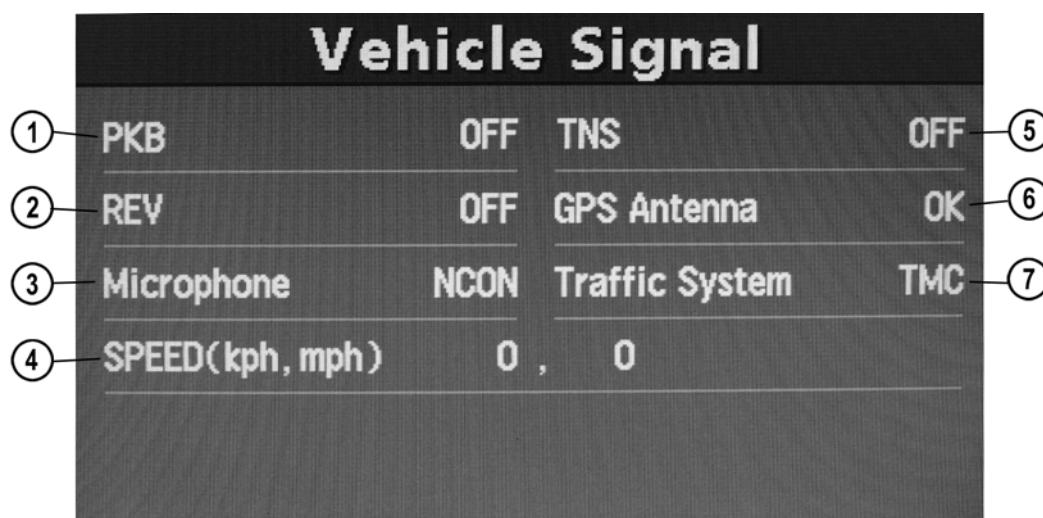 Vehicle Signal
1 PKB OFF TNS OFF 5
2 REV OFF GPS Antenna OK 6
3 Microphone NCON Traffic System TMC 7
4 SPEED(kph, mph) 0 , 0